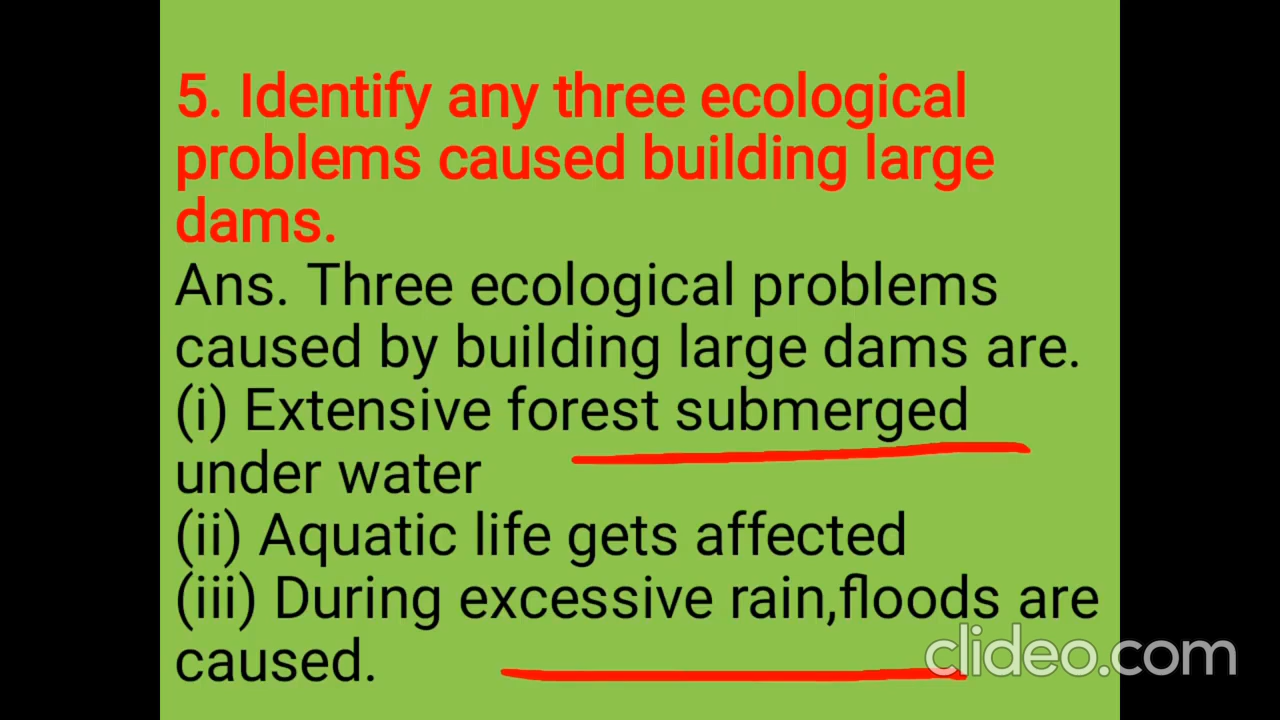 5. Identify any three ecological
problems caused building large
dams.
Ans. Three ecological problems
caused by building large dams are.
(i) Extensive forest submerged
under water
(ii) Aquatic life gets affected
(iii) During excessive rain,floods are
caused.
clideo.com